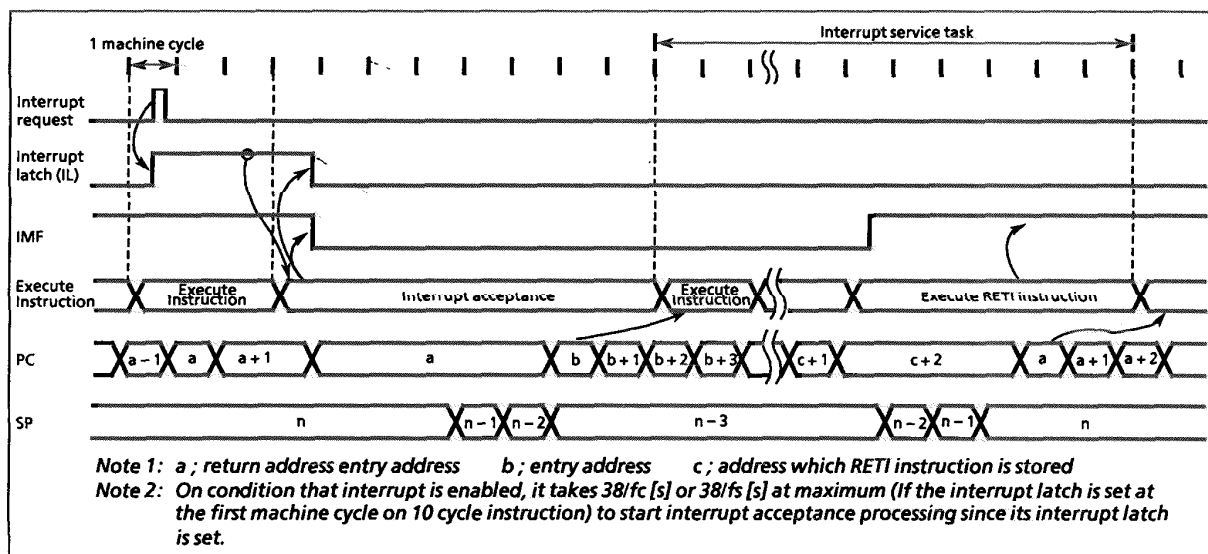 1 machine cycle
Interrupt service task
Interrupt
request
Interrupt
latch (IL)
IMF
Execute
Instruction
Execute
Instruction
Interrupt acceptance
Execute
Instruction
Execute RETI instruction
PC
a – 1
a
a + 1
a
b
b + 1
b + 2
b + 3
c + 1
c + 2
a
a + 1
a + 2
SP
n
n – 1
n – 2
n – 3
n – 2
n – 1
n
Note 1: a ; return address entry address b ; entry address c ; address which RETI instruction is stored
Note 2: On condition that interrupt is enabled, it takes 38/fc [s] or 38/fs [s] at maximum (If the interrupt latch is set at
the first machine cycle on 10 cycle instruction) to start interrupt acceptance processing since its interrupt latch
is set.